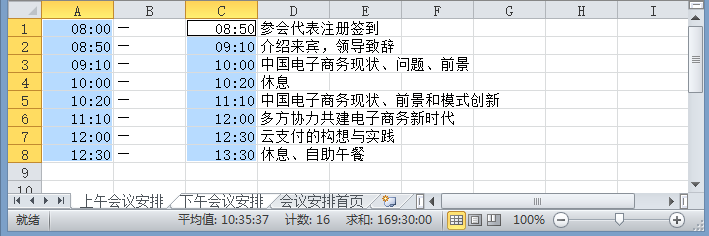 A B C D E F G H I
1 08:00 — 08:50 參会代表注册签到
2 08:50 — 09:10 介绍来宾，领导致辞
3 09:10 — 10:00 中国电子商务现状、问题、前景
4 10:00 — 10:20 休息
5 10:20 — 11:10 中国电子商务现状、前景和模式创新
6 11:10 — 12:00 多方协力共建电子商务新时代
7 12:00 — 12:30 云支付的构想与实践
8 12:30 — 13:30 休息、自助午餐
9
10
上午会议安排 下午会议安排 会议安排首页
就绪 平均值: 10:35:37 计数: 16 求和: 169:30:00 100%